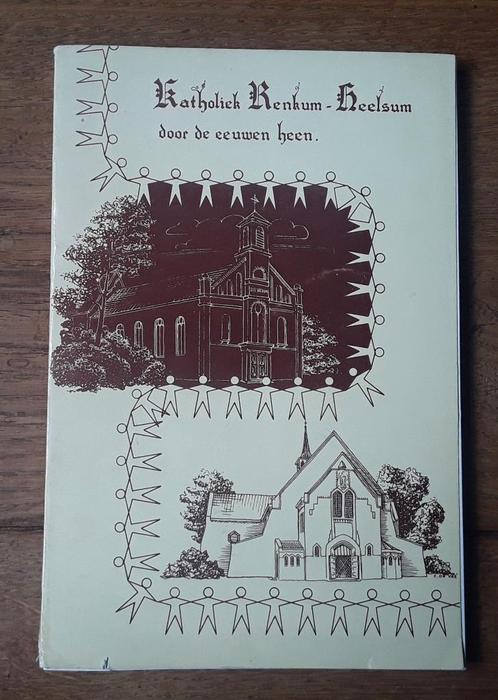 Katholiek Renkum - Heelsum
door de eeuwen heen.